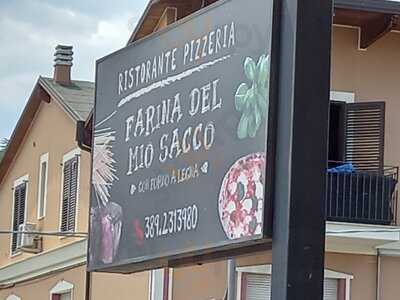 RISTORANTE PIZZERIA
FARINA DEL
MIO SACCO
CON FORNO A LEGNA
389.2313980